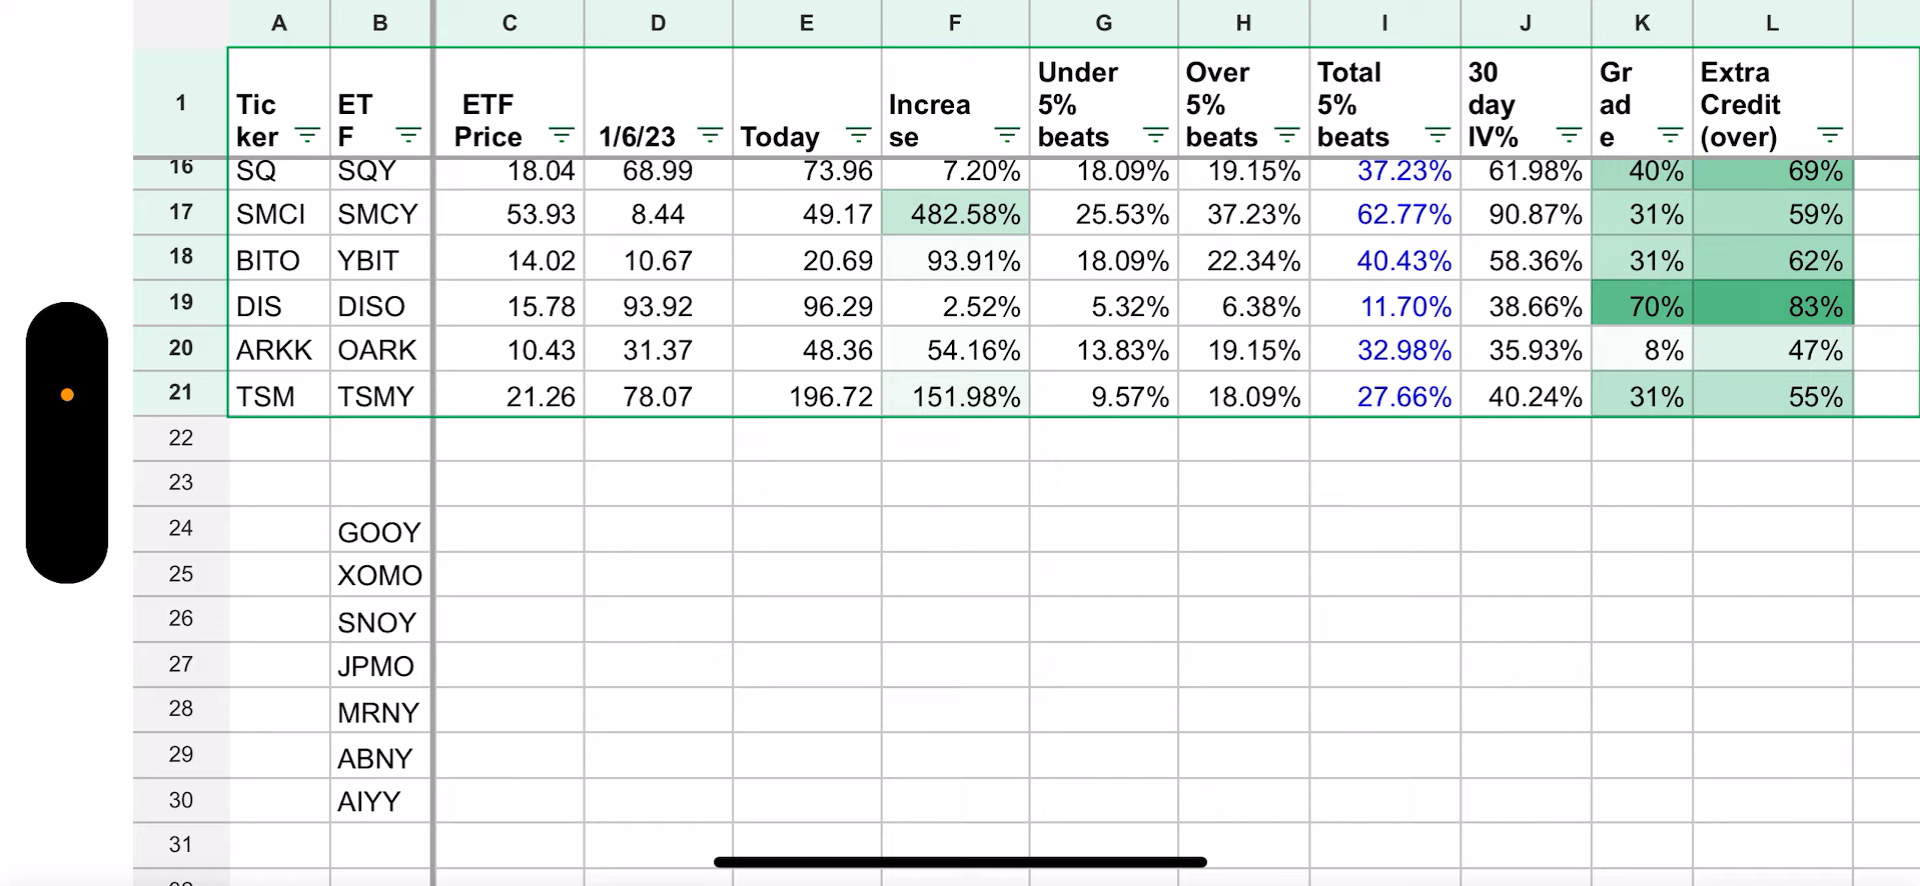 A B C D E F G H I J K L
1 Ticker ETF ETF Price 1/6/23 Today Increase Under 5% beats Over 5% beats Total 5% beats 30 day IV% Grade Extra Credit (over)
16 SQ SQY 18.04 68.99 73.96 7.20% 18.09% 19.15% 37.23% 61.98% 40% 69%
17 SMCI SMCY 53.93 8.44 49.17 482.58% 25.53% 37.23% 62.77% 90.87% 31% 59%
18 BITO YBIT 14.02 10.67 20.69 93.91% 18.09% 22.34% 40.43% 58.36% 31% 62%
19 DIS DISO 15.78 93.92 96.29 2.52% 5.32% 6.38% 11.70% 38.66% 70% 83%
20 ARKK OARK 10.43 31.37 48.36 54.16% 13.83% 19.15% 32.98% 35.93% 8% 47%
21 TSM TSMY 21.26 78.07 196.72 151.98% 9.57% 18.09% 27.66% 40.24% 31% 55%
22
23
24 GOOY
25 XOMO
26 SNOY
27 JPMO
28 MRNY
29 ABNY
30 AIYY
31